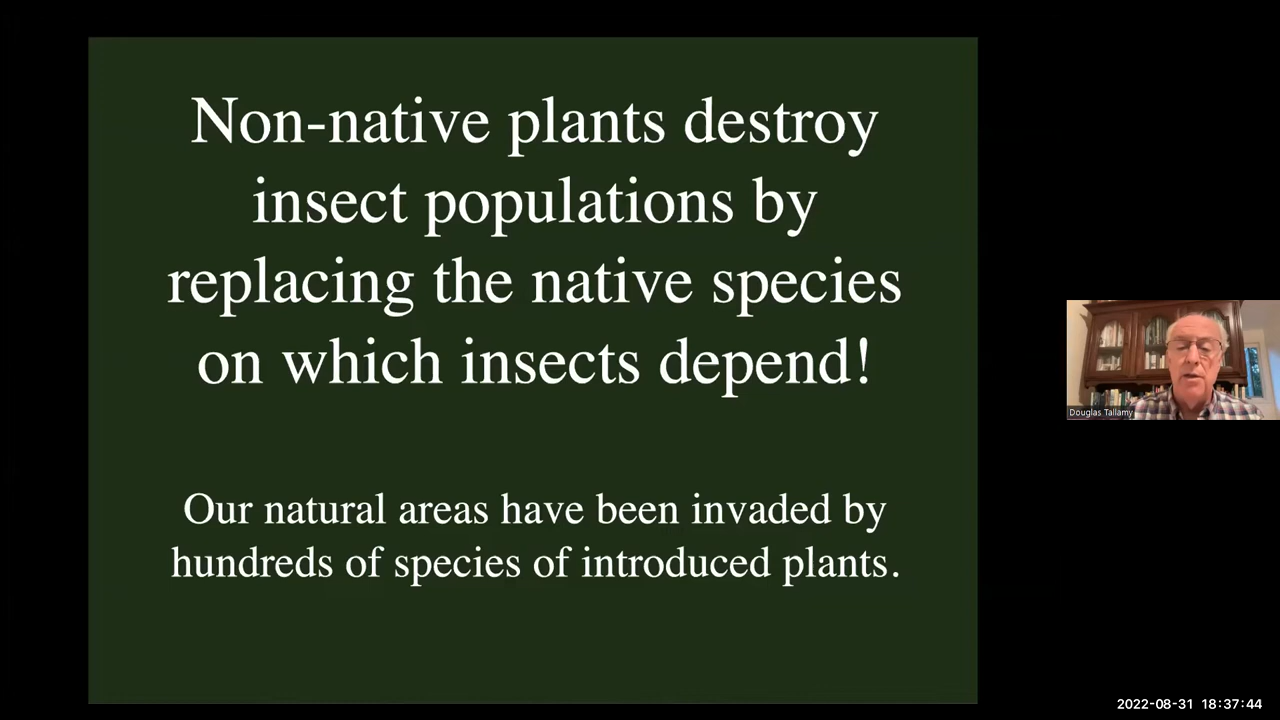 Non-native plants destroy
insect populations by
replacing the native species
on which insects depend!
Our natural areas have been invaded by
hundreds of species of introduced plants.
Douglas Tallamy
2022-08-31 18:37:44